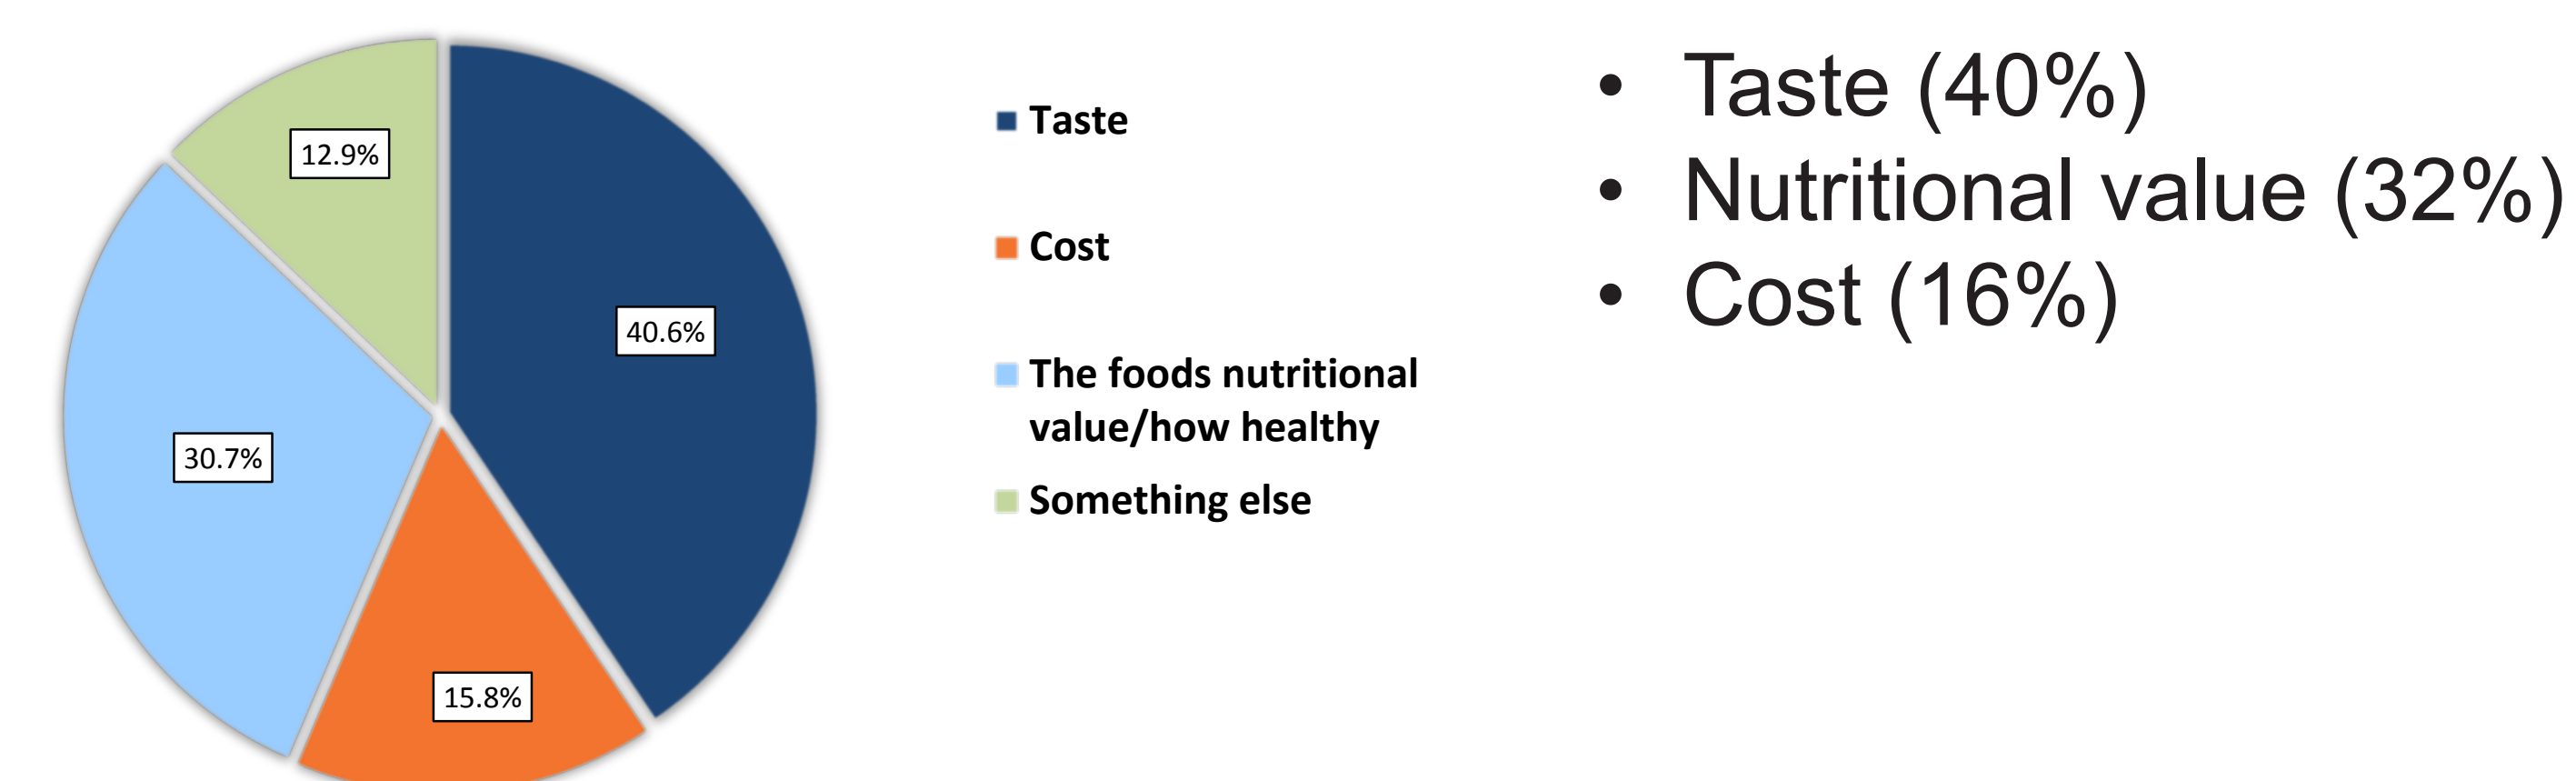 12.9%
40.6%
30.7%
15.8%
Taste
Cost
The foods nutritional
value/how healthy
Something else
• Taste (40%)
• Nutritional value (32%)
• Cost (16%)